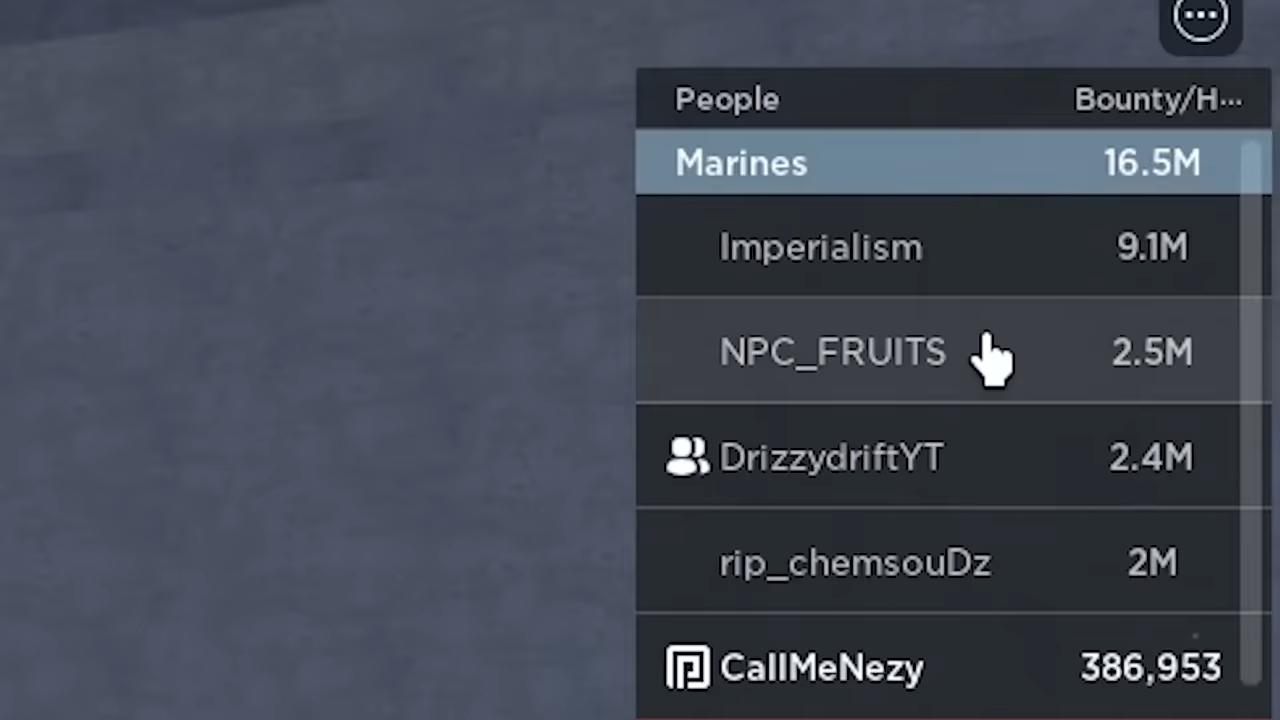 People Bounty/H...
Marines 16.5M
Imperialism 9.1M
NPC_FRUITS 2.5M
DrizzydriftYT 2.4M
rip_chemsouDz 2M
CallMeNezy 386,953